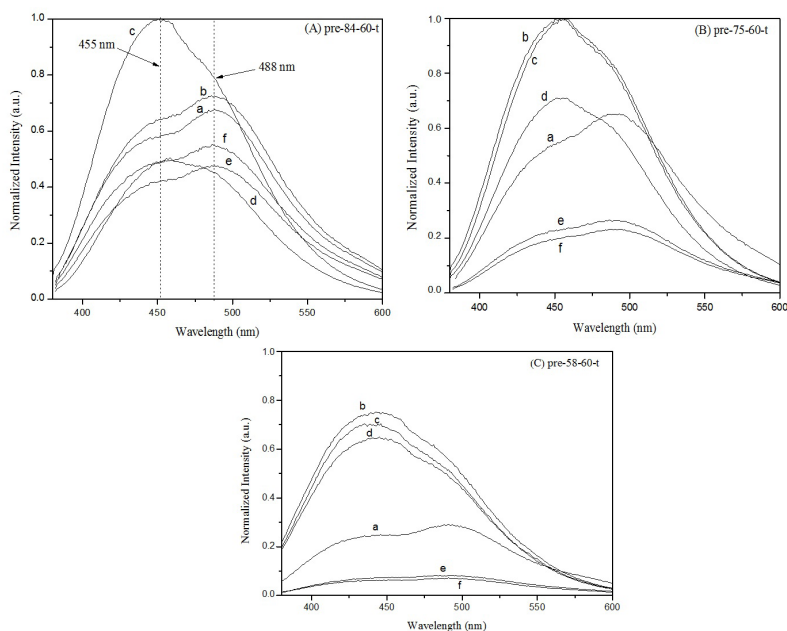 (A) pre-84-60-t
455 nm
488 nm
c
b
a
f
e
d
Normalized Intensity (a.u.)
1.0
0.8
0.6
0.4
0.2
0.0
400 450 500 550 600
Wavelength (nm)
(B) pre-75-60-t
b
c
d
a
e
f
Normalized Intensity (a.u.)
1.0
0.8
0.6
0.4
0.2
0.0
400 450 500 550 600
Wavelength (nm)
(C) pre-58-60-t
b
c
d
a
e
f
Normalized Intensity (a.u.)
1.0
0.8
0.6
0.4
0.2
0.0
400 450 500 550 600
Wavelength (nm)